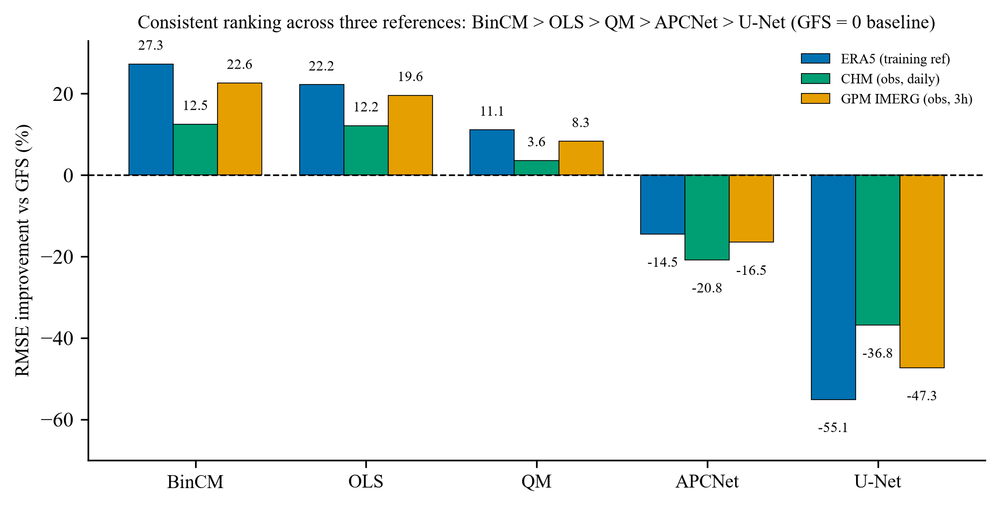 Consistent ranking across three references: BinCM > OLS > QM > APCNet > U-Net (GFS = 0 baseline)
27.3
12.5
22.6
22.2
12.2
19.6
11.1
3.6
8.3
-14.5
-20.8
-16.5
-55.1
-36.8
-47.3
ERA5 (training ref)
CHM (obs, daily)
GPM IMERG (obs, 3h)
RMSE improvement vs GFS (%)
20
0
−20
−40
−60
BinCM
OLS
QM
APCNet
U-Net